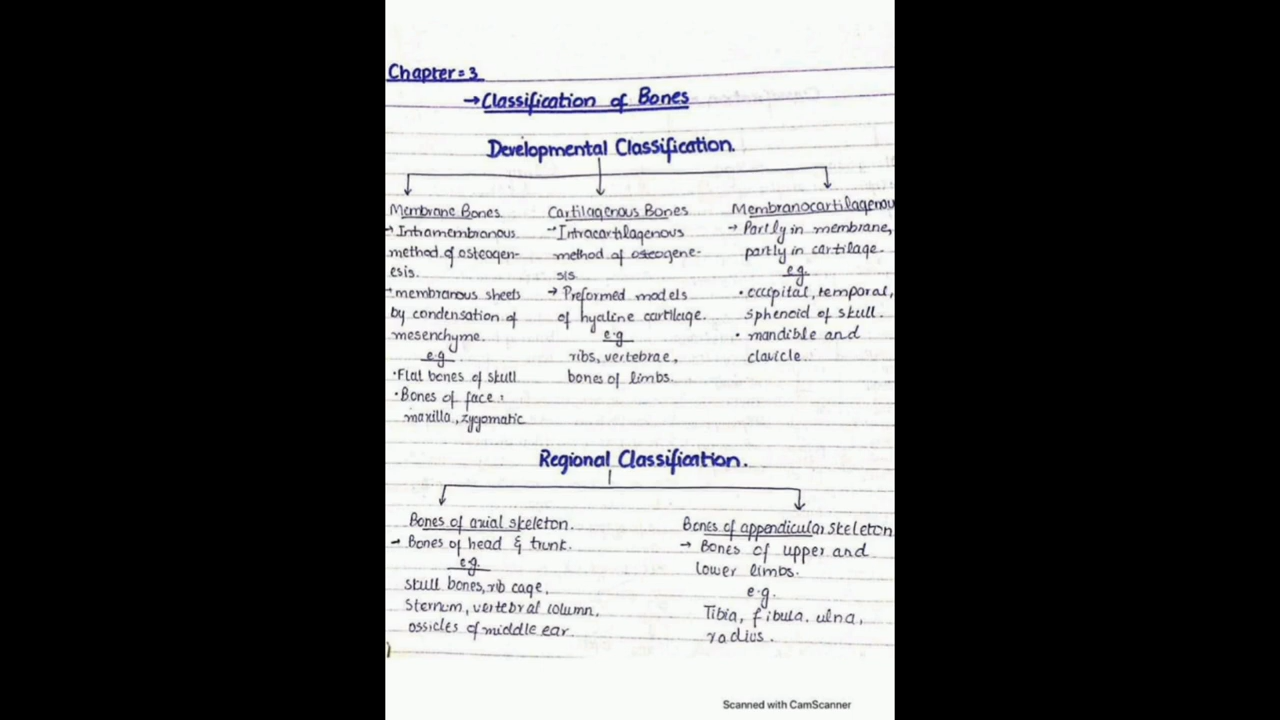 Chapter = 3
→ Classification of Bones
Developmental Classification.
Membrane Bones
→ Intramembranous
method of osteogen-
esis.
→ membranous sheets
by condensation of
mesenchyme.
e.g
• Flat bones of skull
• Bones of face :
maxilla, zygomatic
Cartilagenous Bones
→ Intracartilagenous
method of osteogene-
sis
→ Preformed models
of hyaline cartilage.
e.g
ribs, vertebrae,
bones of limbs.
Membranocartilagenou
→ Partly in membrane,
partly in cartilage.
e.g.
• occipital, temporal,
sphenoid of skull.
• mandible and
clavicle.
Regional Classification.
Bones of axial skeleton.
→ Bones of head & trunk.
e.g.
skull bones, rib cage,
sternum, vertebral column,
ossicles of middle ear.
Bones of appendicular skeleton
→ Bones of upper and
lower limbs.
e.g.
Tibia, fibula, ulna,
radius.
Scanned with CamScanner